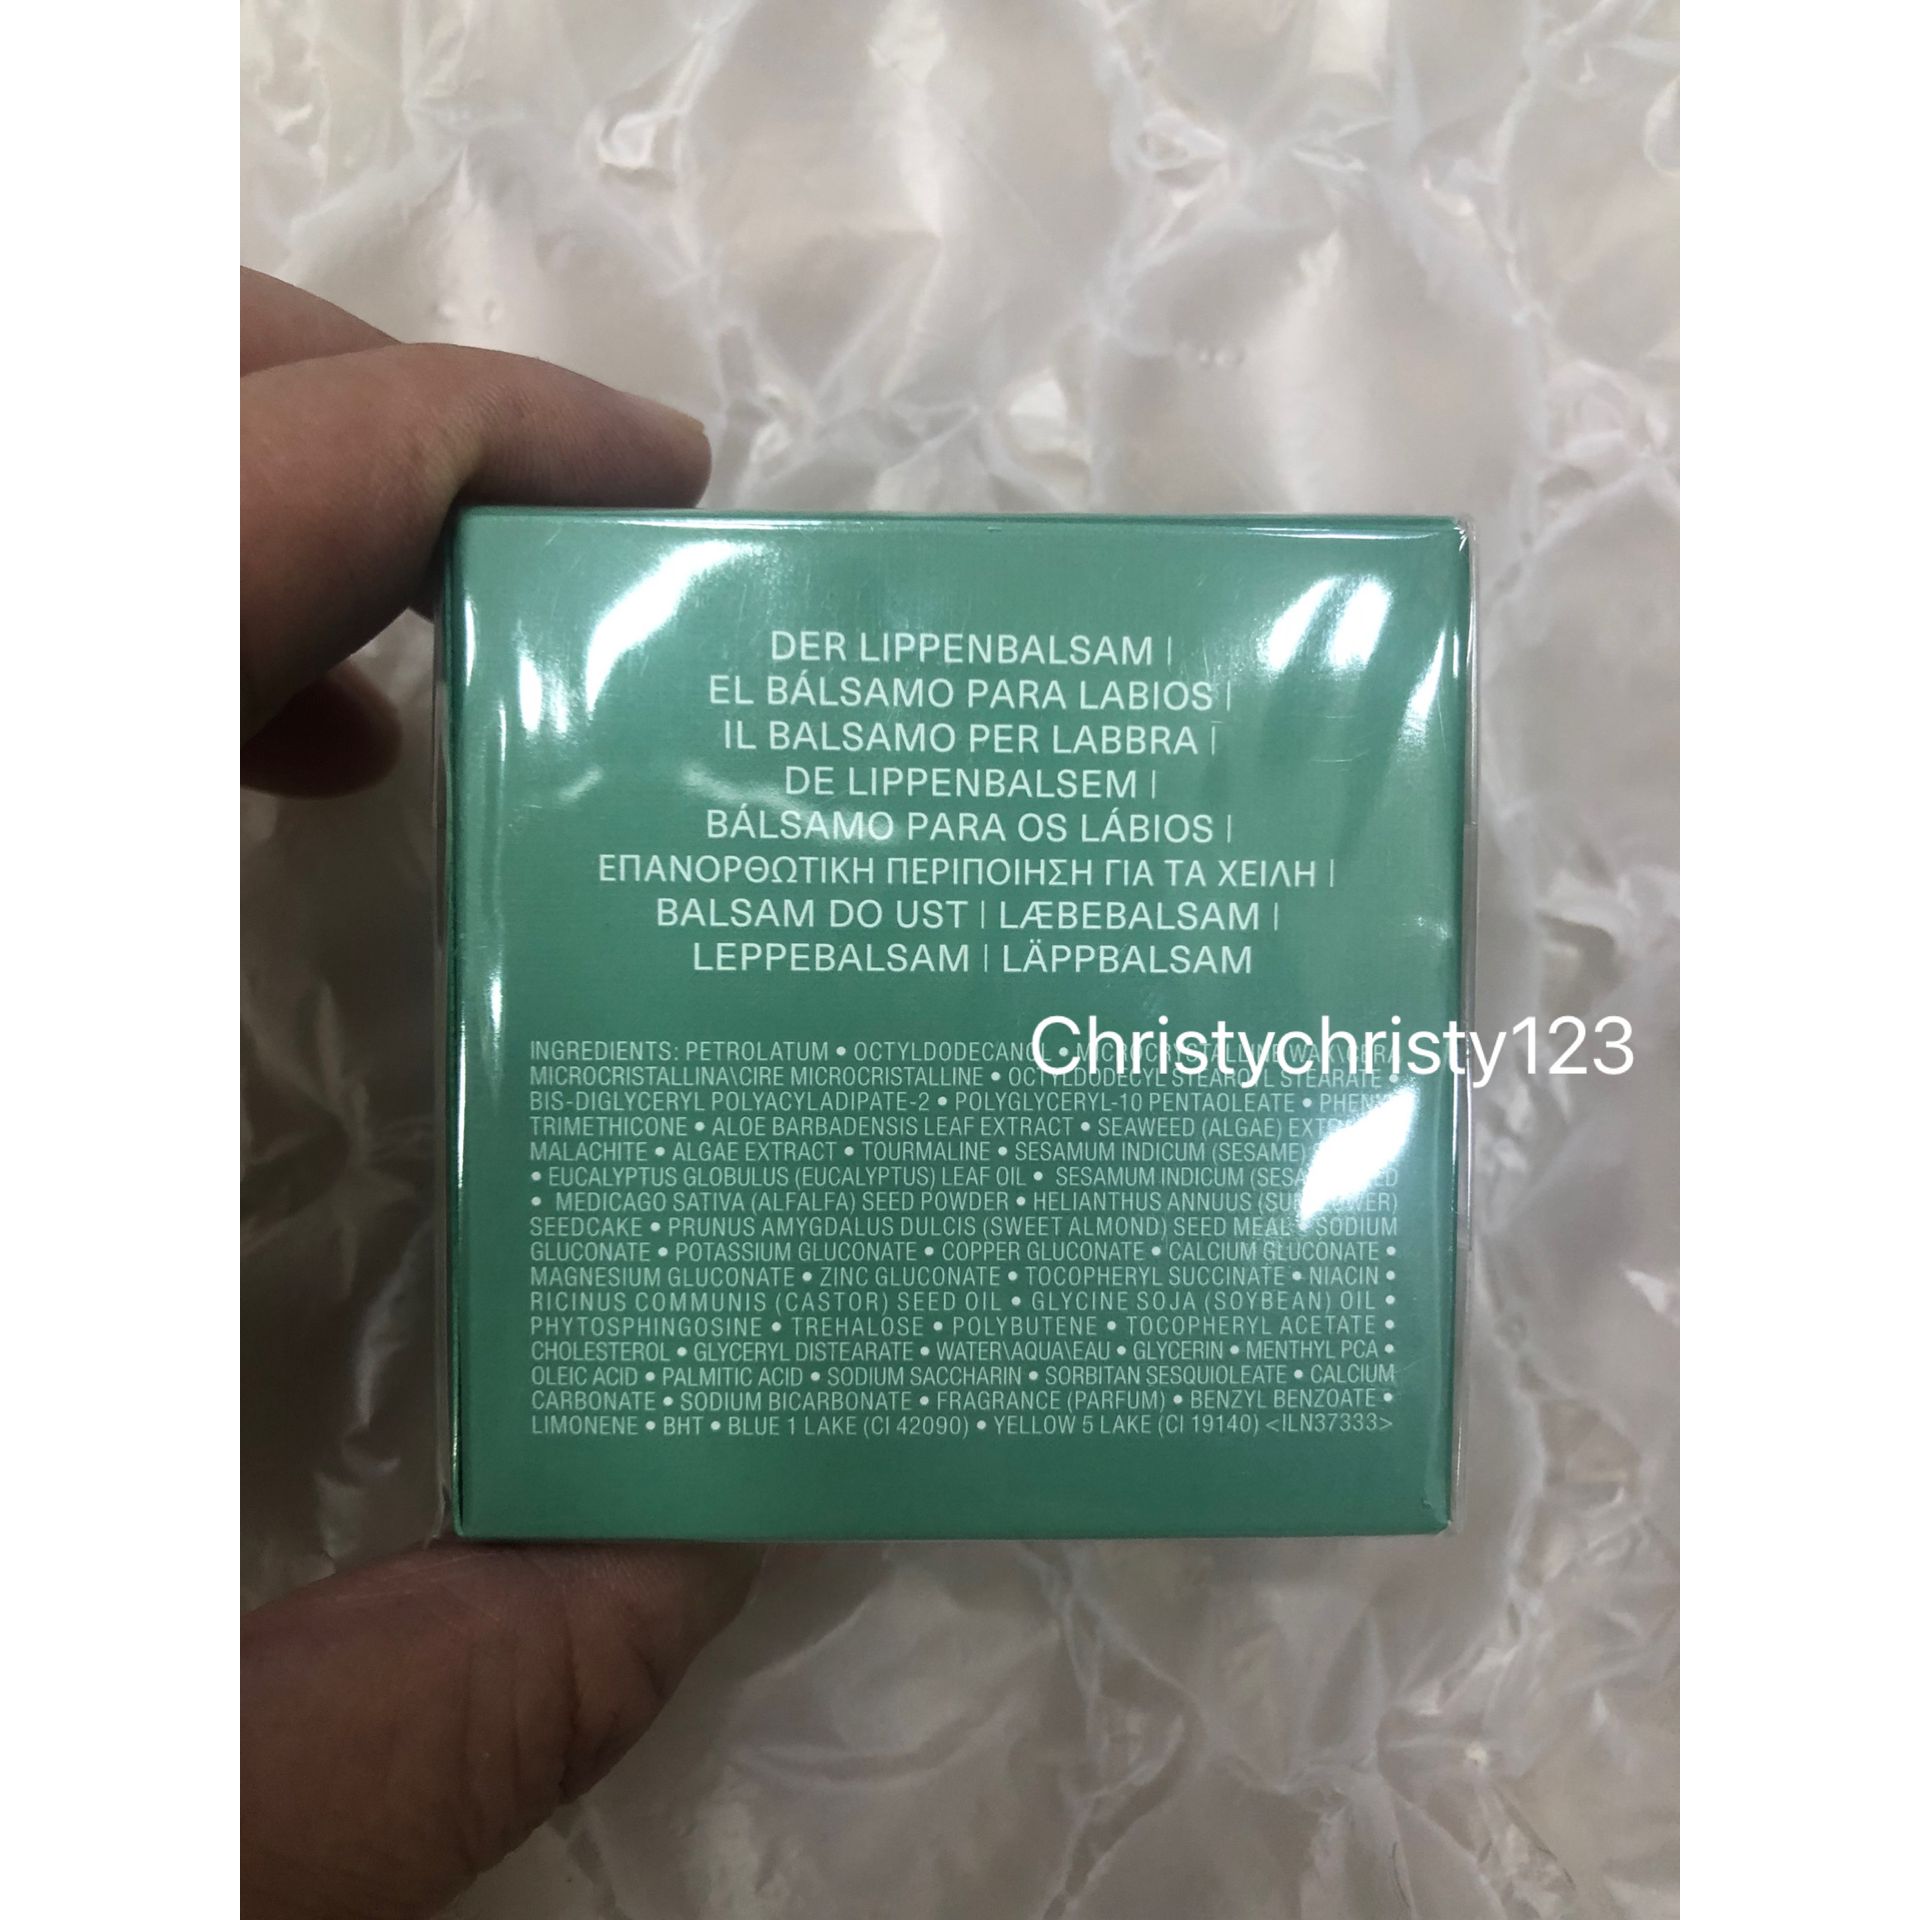 DER LIPPENBALSAM |
EL BÁLSAMO PARA LABIOS |
IL BALSAMO PER LABBRA |
DE LIPPENBALSEM |
BÁLSAMO PARA OS LÁBIOS |
ΕΠΑΝΟΡΘΩΤΙΚΗ ΠΕΡΙΠΟΙΗΣΗ ΓΙΑ ΤΑ ΧΕΙΛΗ |
BALSAM DO UST | LÆBEBALSAM |
LEPPEBALSAM | LÄPPBALSAM
Christychristy123
INGREDIENTS: PETROLATUM • OCTYLDODECANOL • MICROCRYSTALLINE WAX\CERA
MICROCRISTALLINA\CIRE MICROCRISTALLINE • OCTYLDODECYL STEAROYL STEARATE •
BIS-DIGLYCERYL POLYACYLADIPATE-2 • POLYGLYCERYL-10 PENTAOLEATE •
TRIMETHICONE • ALOE BARBADENSIS LEAF EXTRACT • SEAWEED (ALGAE)
MALACHITE • ALGAE EXTRACT • TOURMALINE • SESAMUM INDICUM (SESAME)
• EUCALYPTUS GLOBULUS (EUCALYPTUS) LEAF OIL • SESAMUM INDICUM
• MEDICAGO SATIVA (ALFALFA) SEED POWDER • HELIANTHUS ANNUUS (SUNFLOWER)
SEEDCAKE • PRUNUS AMYGDALUS DULCIS (SWEET ALMOND) SEED MEAL • SODIUM
GLUCONATE • POTASSIUM GLUCONATE • COPPER GLUCONATE • CALCIUM GLUCONATE •
MAGNESIUM GLUCONATE • ZINC GLUCONATE • TOCOPHERYL SUCCINATE • NIACIN •
RICINUS COMMUNIS (CASTOR) SEED OIL • GLYCINE SOJA (SOYBEAN) OIL •
PHYTOSPHINGOSINE • TREHALOSE • POLYBUTENE • TOCOPHERYL ACETATE •
CHOLESTEROL • GLYCERYL DISTEARATE • WATER\AQUA\EAU • GLYCERIN • MENTHYL PCA •
OLEIC ACID • PALMITIC ACID • SODIUM SACCHARIN • SORBITAN SESQUIOLEATE • CALCIUM
CARBONATE • SODIUM BICARBONATE • FRAGRANCE (PARFUM) • BENZYL BENZOATE •
LIMONENE • BHT • BLUE 1 LAKE (CI 42090) • YELLOW 5 LAKE (CI 19140) <ILN37333>